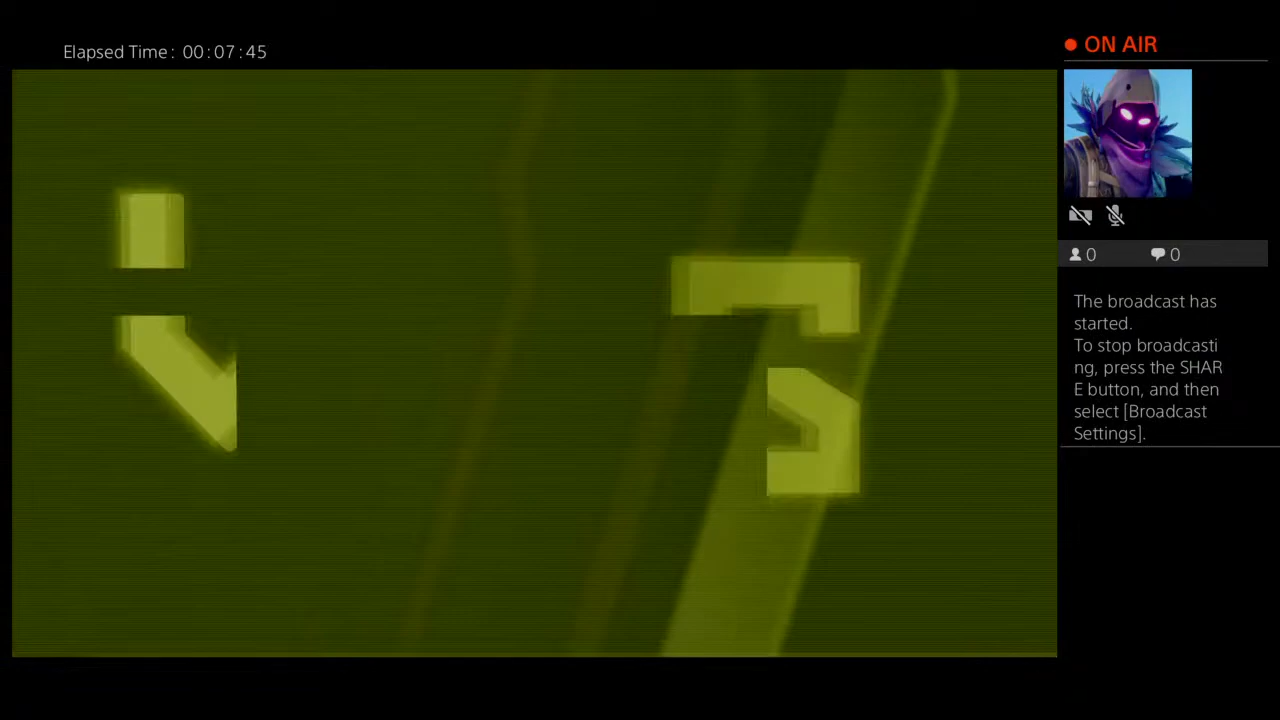 Elapsed Time: 00:07:45
ON AIR
0 0
The broadcast has
started.
To stop broadcasti
ng, press the SHAR
E button, and then
select [Broadcast
Settings].